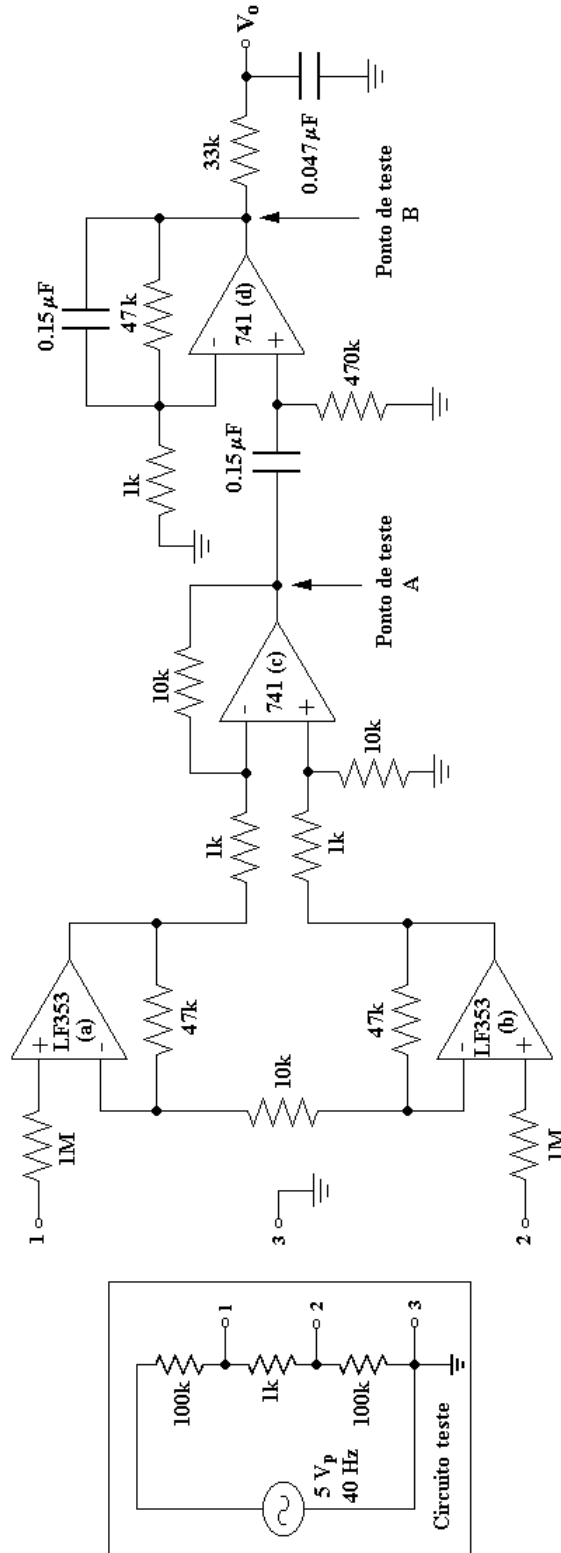 1
1M
+
LF353
(a)
-
47k
10k
47k
3
2
1M
+
LF353
(b)
-
1k
1k
10k
-
741 (c)
+
10k
Ponto de teste
A
0.15 µF
1k
0.15 µF
47k
-
741 (d)
+
470k
Ponto de teste
B
33k
0.047 µF
Vo
5 Vp
40 Hz
100k
1
1k
2
100k
3
Circuito teste